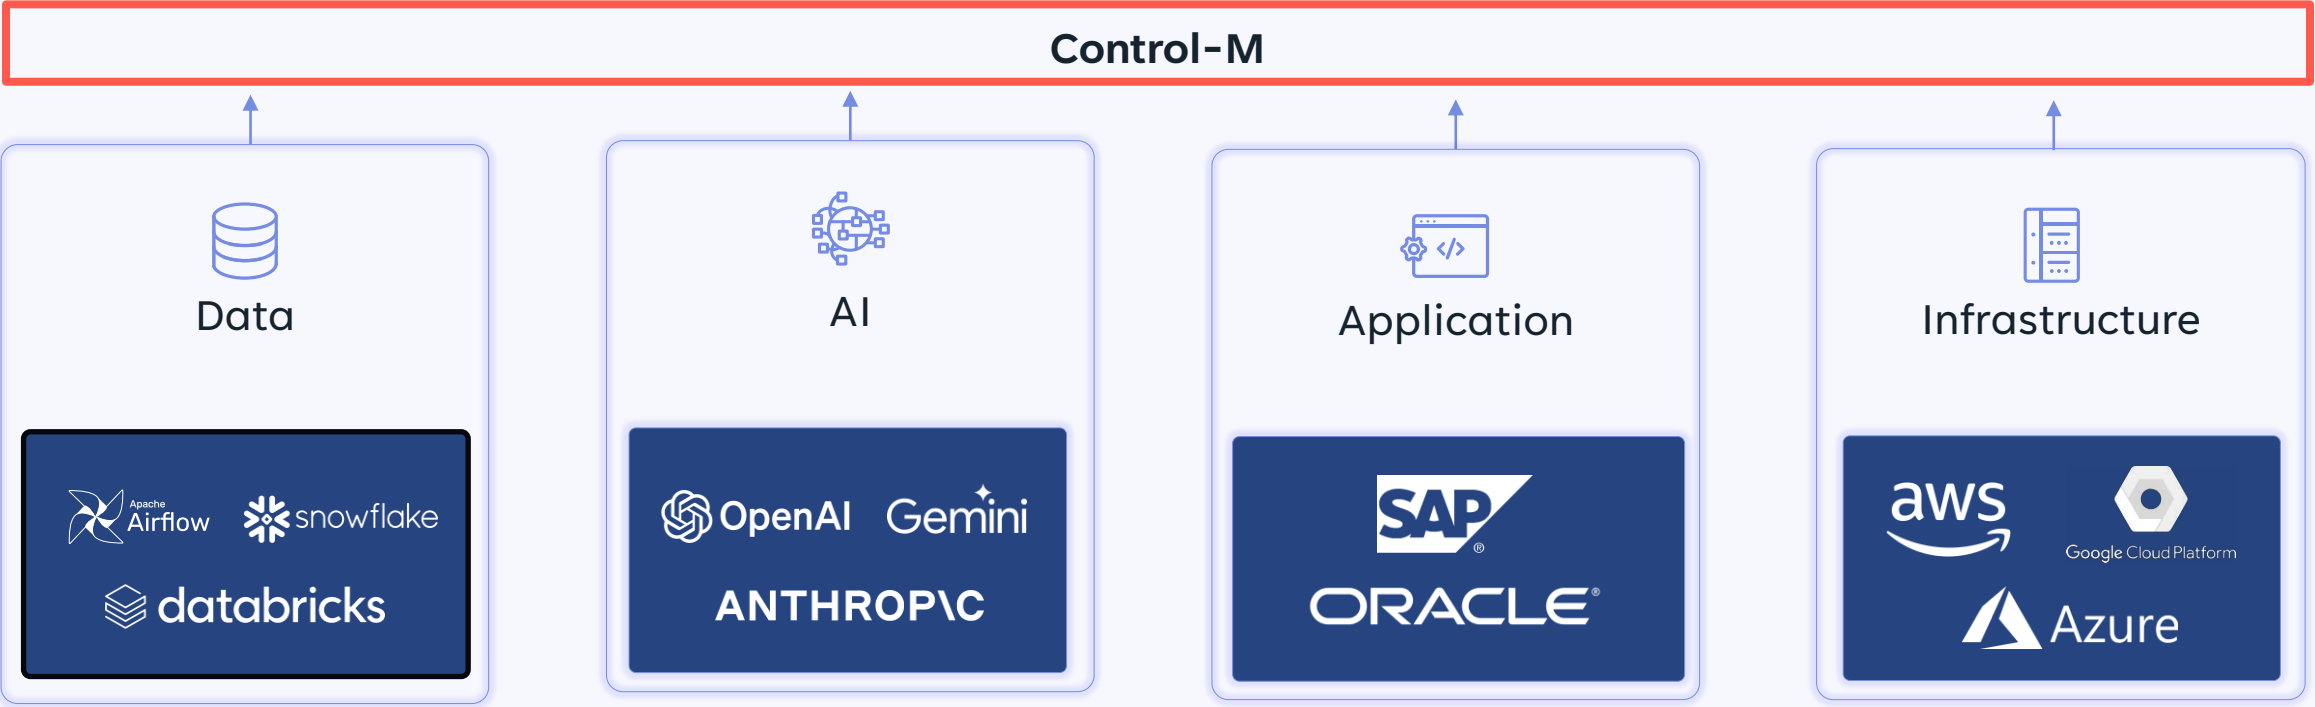 Control-M
Data
AI
Application
Infrastructure
Apache
Airflow
snowflake
databricks
OpenAI
Gemini
ANTHROP\C
SAP
®
ORACLE®
aws
Google Cloud Platform
Azure